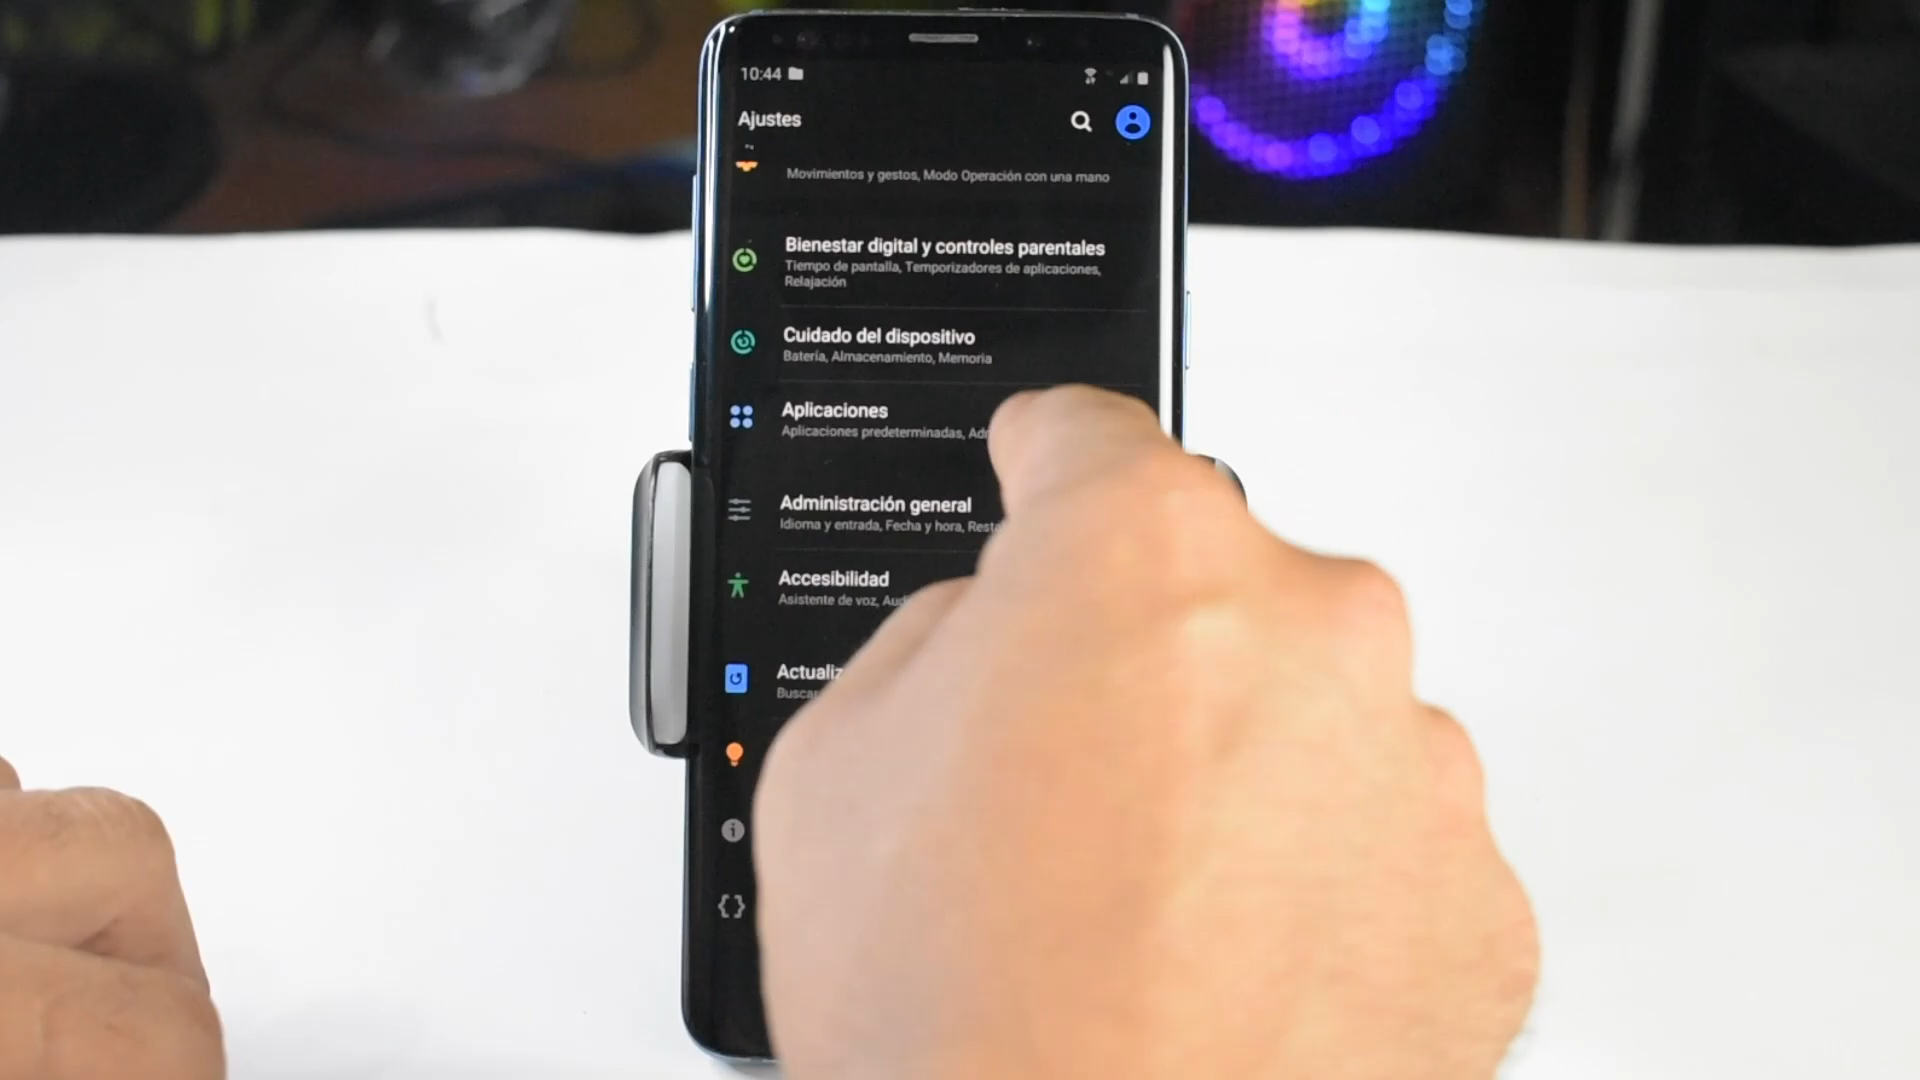 10:44
Ajustes
Movimientos y gestos, Modo Operación con una mano
Bienestar digital y controles parentales
Tiempo de pantalla, Temporizadores de aplicaciones,
Relajación
Cuidado del dispositivo
Batería, Almacenamiento, Memoria
Aplicaciones
Aplicaciones predeterminadas,
Administración general
Idioma y entrada, Fecha y hora,
Accesibilidad
Asistente de voz,